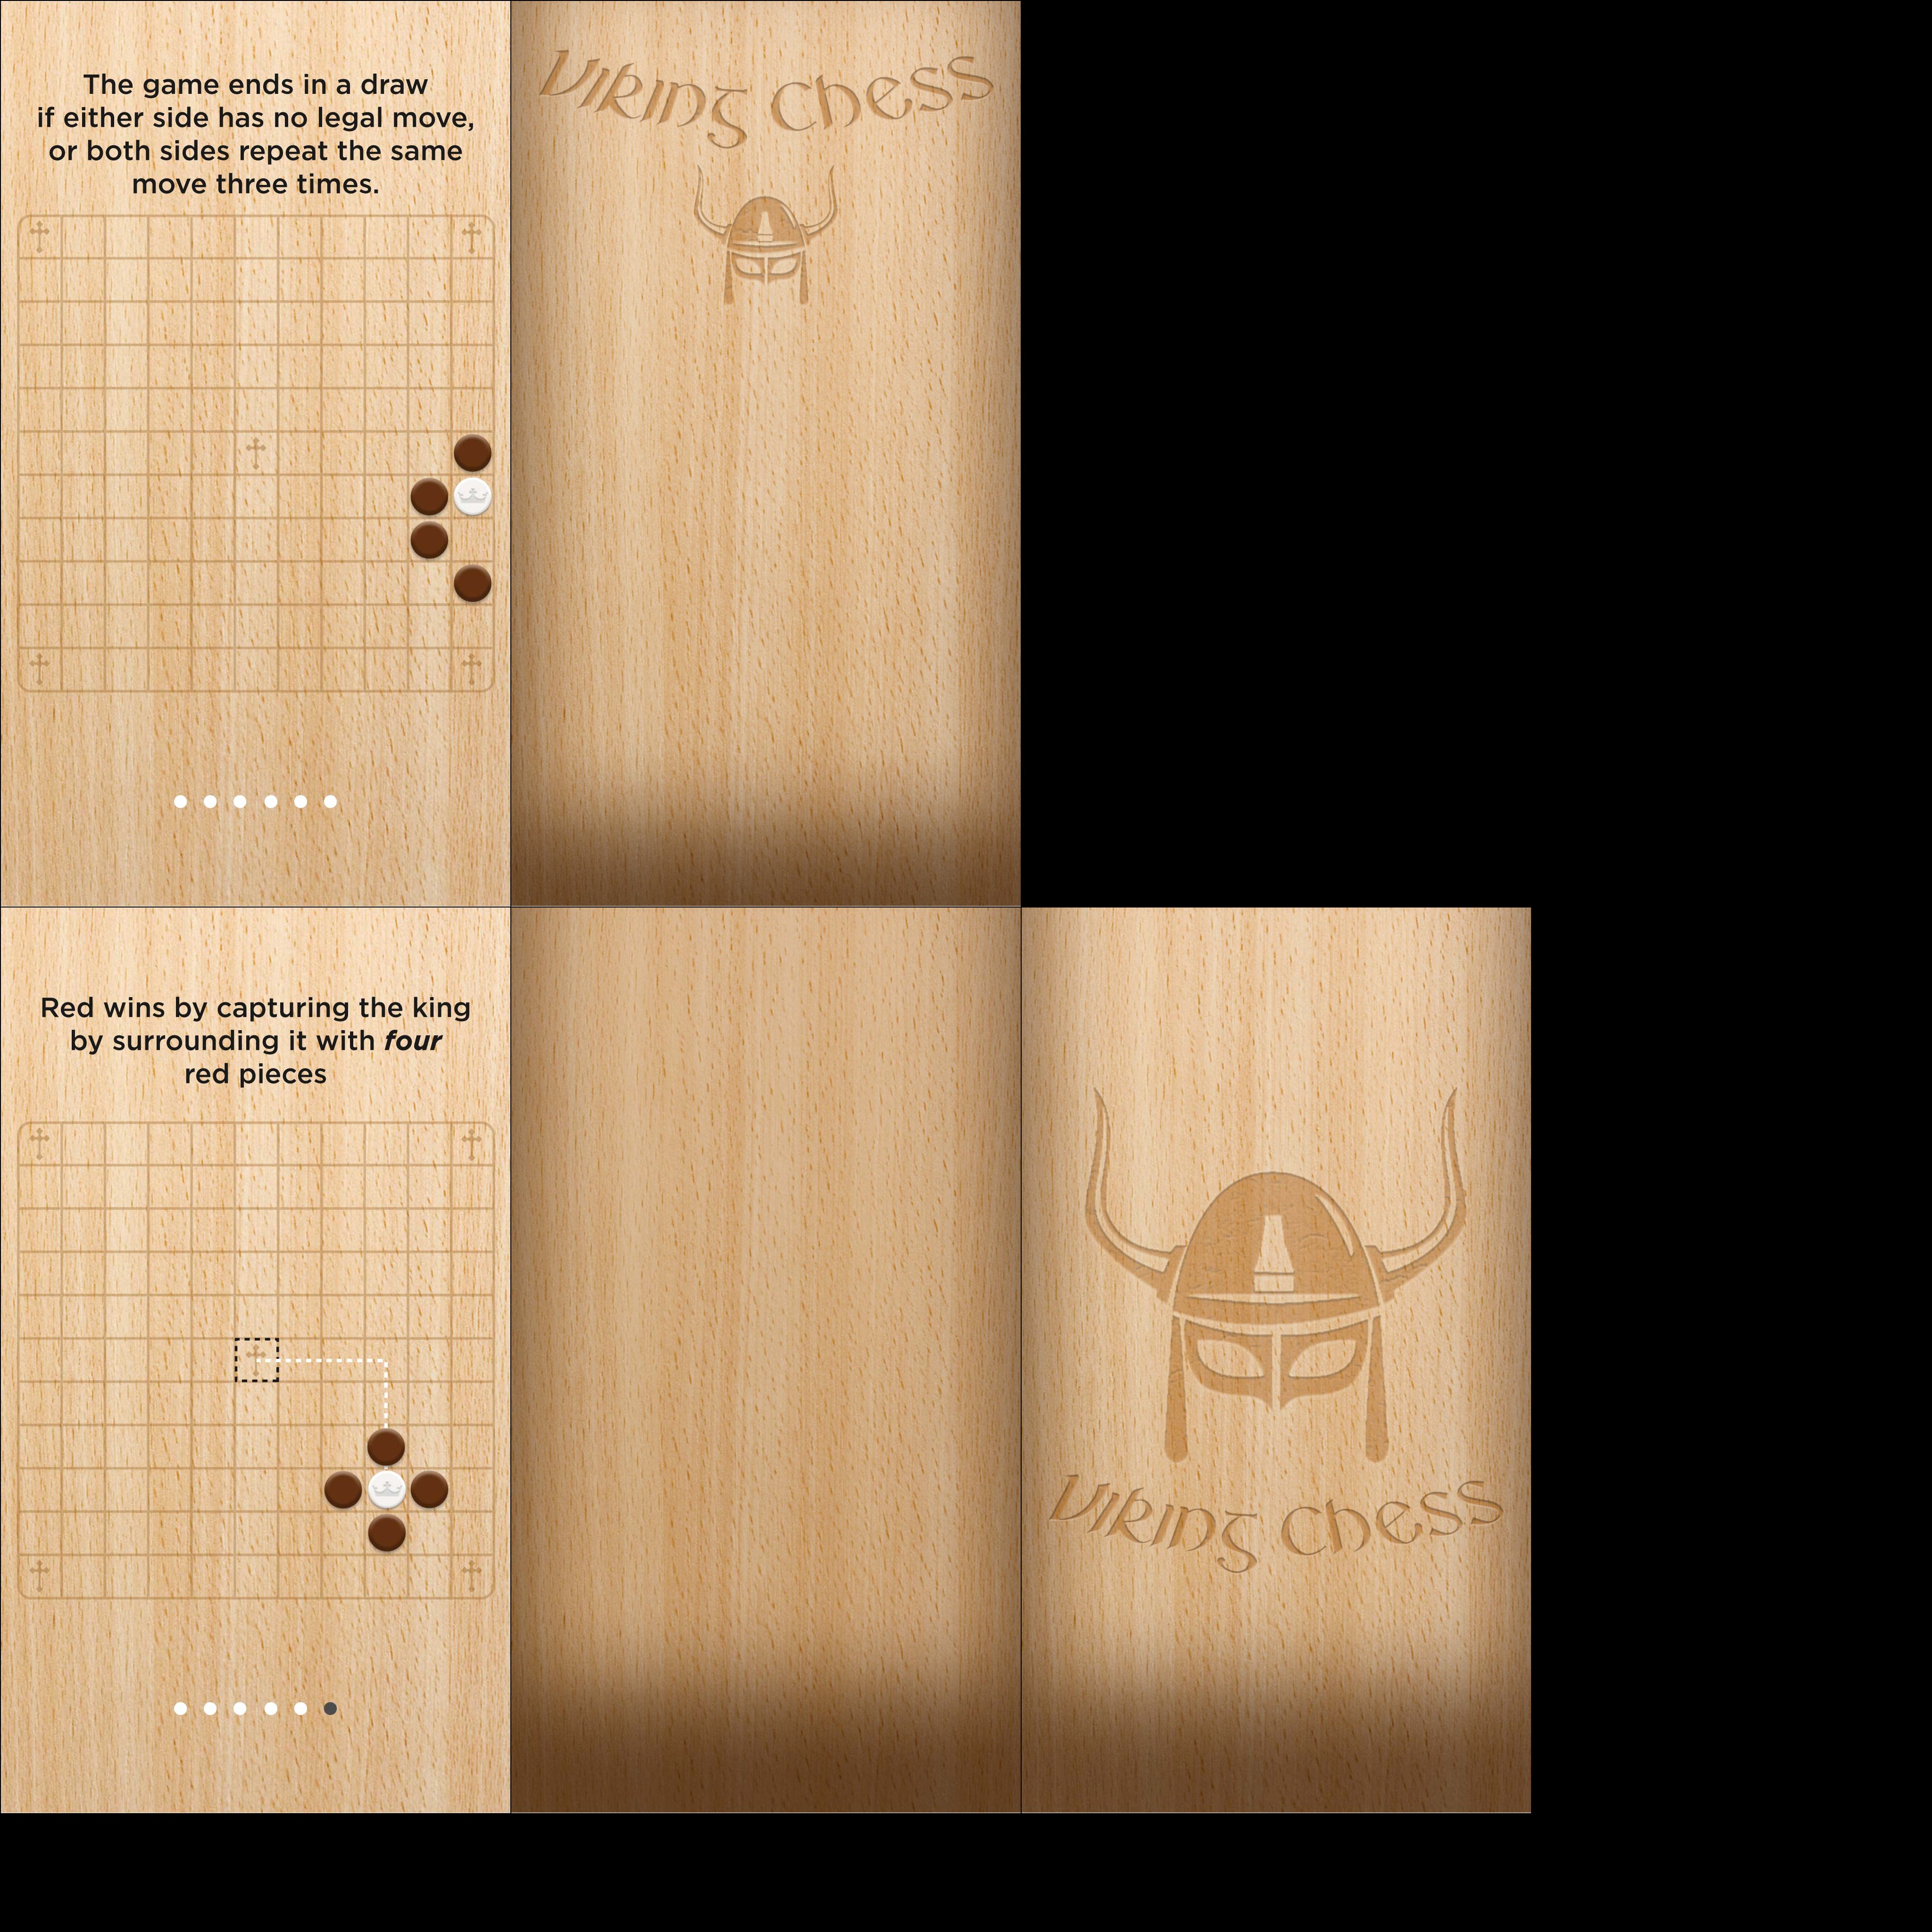 The game ends in a draw
if either side has no legal move,
or both sides repeat the same
move three times.
Viking Chess
Red wins by capturing the king
by surrounding it with four
red pieces
Viking Chess